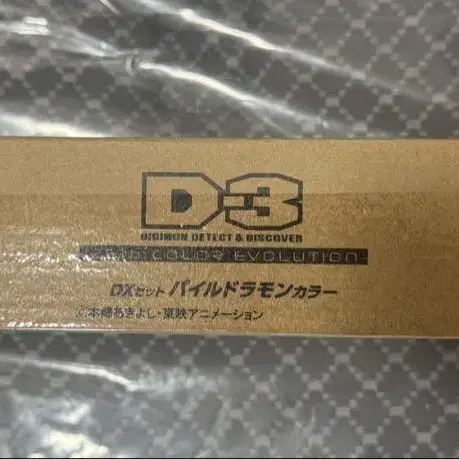 D-3
DIGIMON DETECT & DISCOVER
COLOR EVOLUTION
DXセット パイルドラモンカラー
©本郷あきよし・東映アニメーション